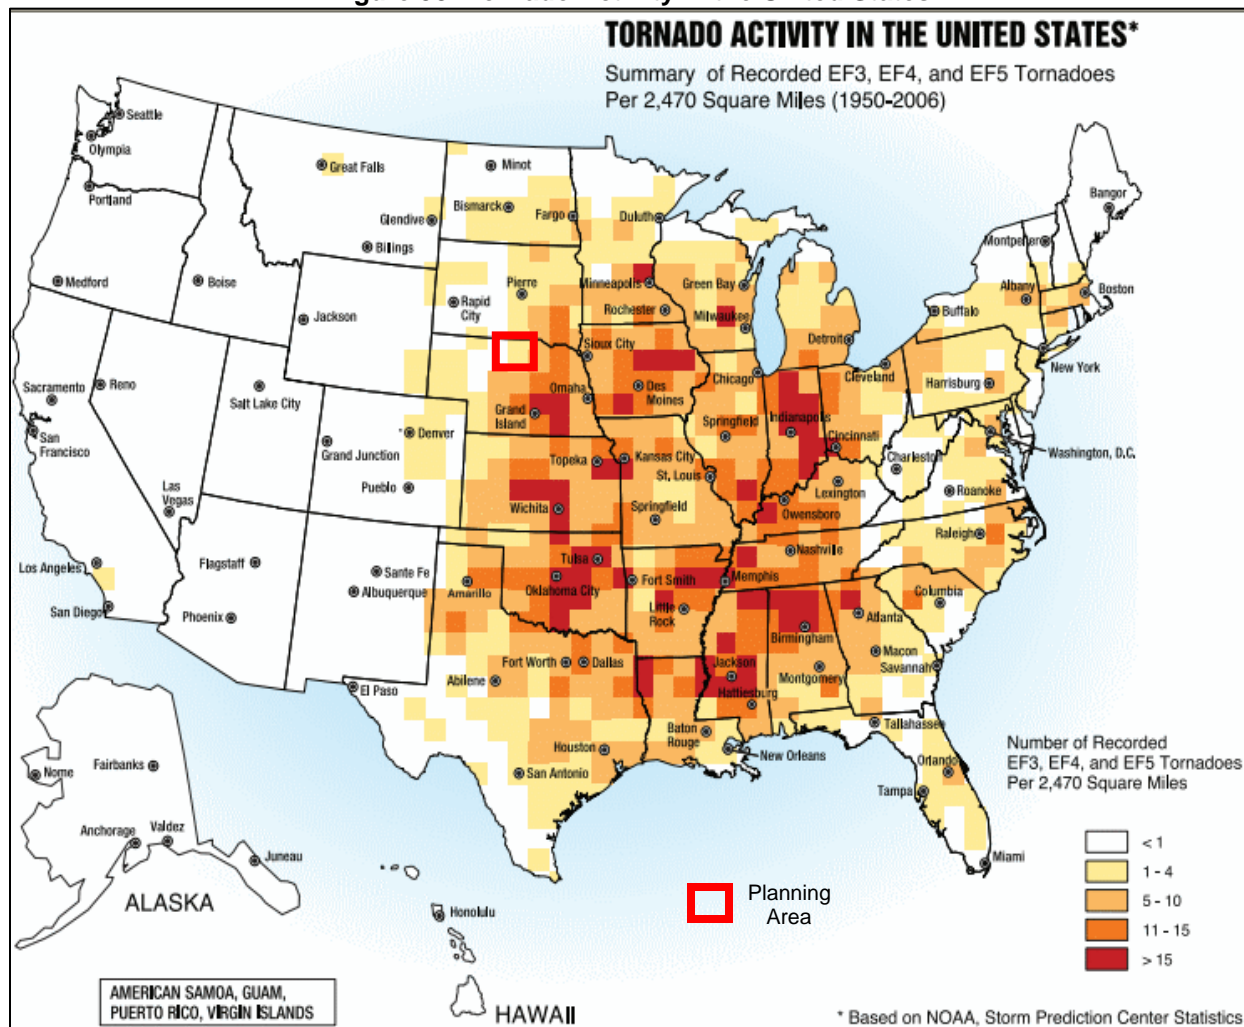 TORNADO ACTIVITY IN THE UNITED STATES*
Summary of Recorded EF3, EF4, and EF5 Tornadoes
Per 2,470 Square Miles (1950-2006)
Seattle
Olympia
Portland
Great Falls
Minot
Bismarck
Fargo
Duluth
Glendive
Billings
Bangor
Montpelier
Medford
Boise
Jackson
Pierre
Rapid
City
Minneapolis
Green Bay
Rochester
Milwaukee
Albany
Boston
Buffalo
Detroit
Sioux City
New York
Sacramento
Reno
Salt Lake City
Omaha
Des
Moines
Chicago
Cleveland
Harrisburg
San
Francisco
Denver
Grand
Island
Springfield
Indianapolis
Cincinnati
Washington, D.C.
Grand Junction
Topeka
Kansas City
St. Louis
Charleston
Pueblo
Las
Vegas
Wichita
Springfield
Lexington
Roanoke
Owensboro
Raleigh
Nashville
Los Angeles
Flagstaff
Sante Fe
Tulsa
Albuquerque
Amarillo
Oklahoma City
Fort Smith
Memphis
San Diego
Phoenix
Little
Rock
Columbia
Atlanta
Birmingham
Macon
Fort Worth
Dallas
Jackson
Savannah
Montgomery
El Paso
Abilene
Hattiesburg
Tallahassee
Baton
Rouge
Houston
New Orleans
San Antonio
Orlando
Tampa
Miami
Nome
Fairbanks
Anchorage
Valdez
Juneau
ALASKA
Honolulu
HAWAII
AMERICAN SAMOA, GUAM,
PUERTO RICO, VIRGIN ISLANDS
Planning
Area
Number of Recorded
EF3, EF4, and EF5 Tornadoes
Per 2,470 Square Miles
< 1
1 - 4
5 - 10
11 - 15
> 15
* Based on NOAA, Storm Prediction Center Statistics